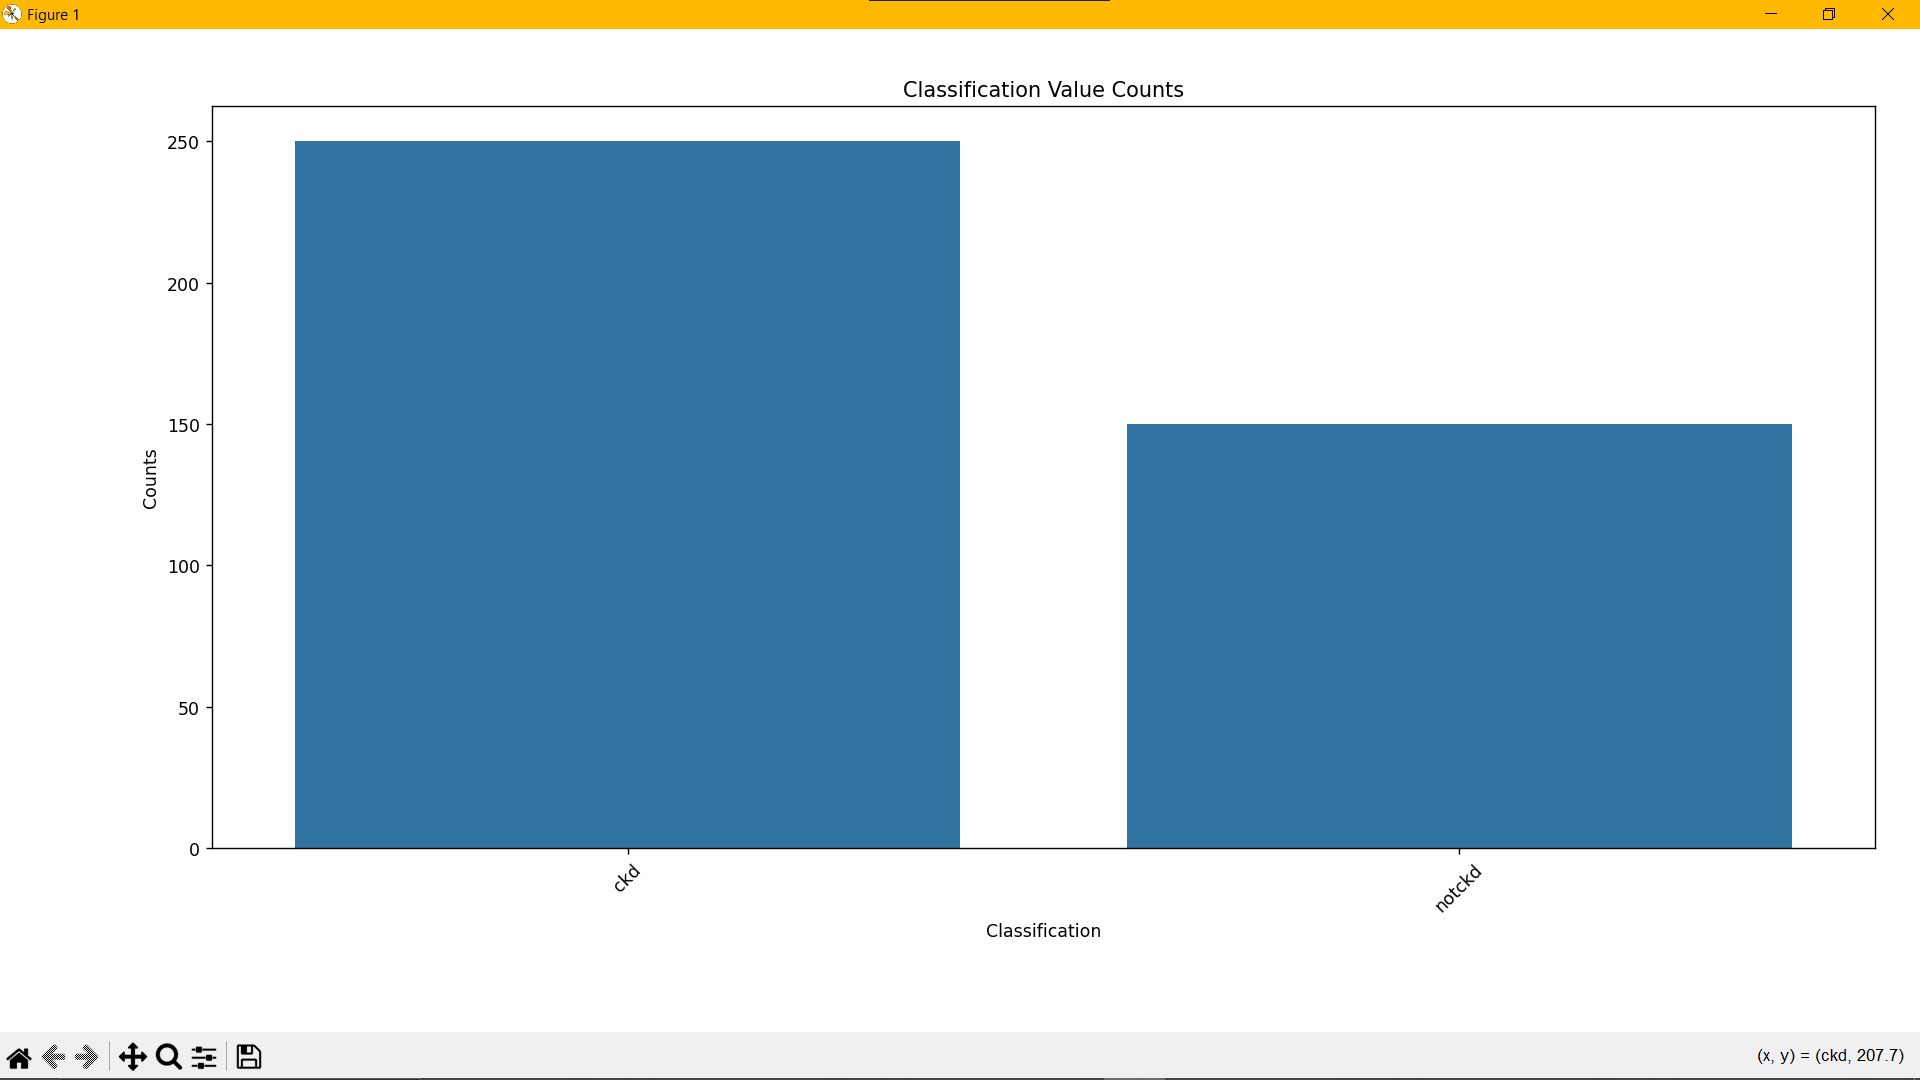 Figure 1
Classification Value Counts
250
200
150
100
50
0
Counts
ckd
notckd
Classification
(x, y) = (ckd, 207.7)